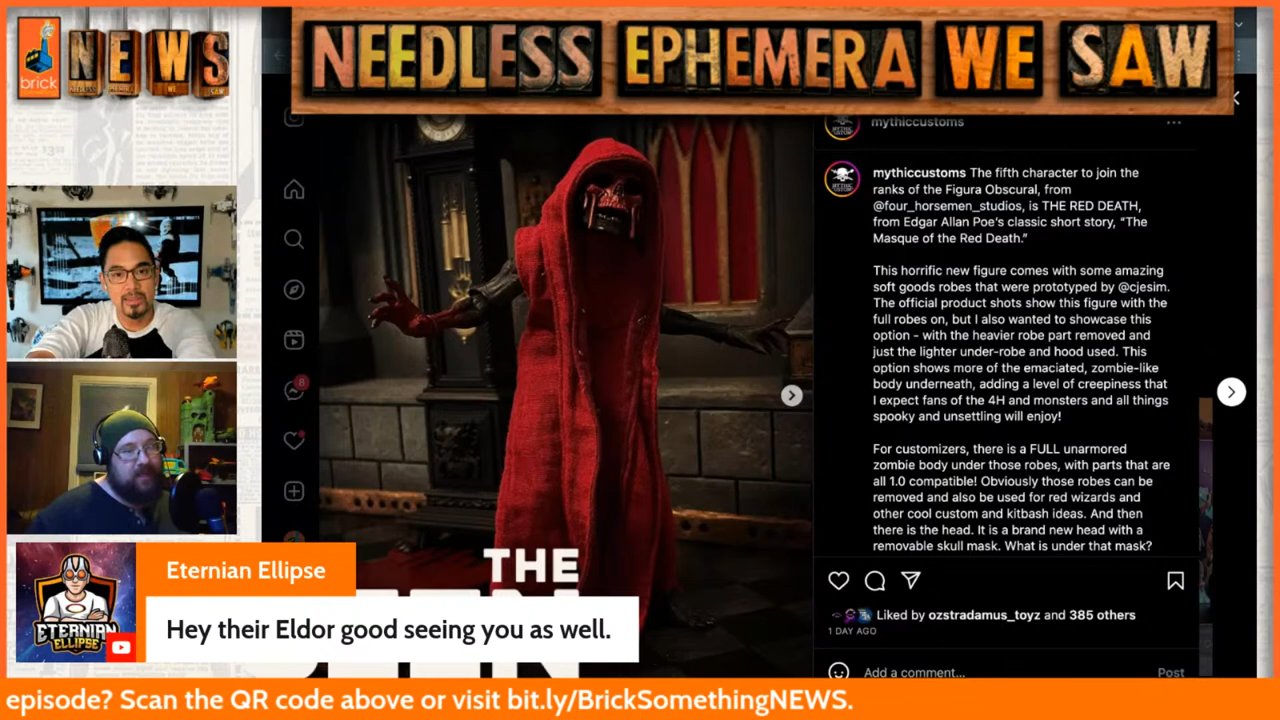 NEEDLESS EPHEMERA WE SAW
brick
NEWS
NEEDLESS EPHEMERA WE SAW
mythiccustoms
mythiccustoms The fifth character to join the
ranks of the Figura Obscural, from
@four_horsemen_studios, is THE RED DEATH,
from Edgar Allan Poe's classic short story, "The
Masque of the Red Death."
This horrific new figure comes with some amazing
soft goods robes that were prototyped by @cjesim.
The official product shots show this figure with the
full robes on, but I also wanted to showcase this
option - with the heavier robe part removed and
just the lighter under-robe and hood used. This
option shows more of the emaciated, zombie-like
body underneath, adding a level of creepiness that
I expect fans of the 4H and monsters and all things
spooky and unsettling will enjoy!
For customizers, there is a FULL unarmored
zombie body under those robes, with parts that are
all 1.0 compatible! Obviously those robes can be
removed and also be used for red wizards and
other cool custom and kitbash ideas. And then
there is the head. It is a brand new head with a
removable skull mask. What is under that mask?
8
THE
Liked by ozstradamus_toyz and 385 others
1 DAY AGO
Add a comment...
Post
ETERNIAN
ELLIPSE
Eternian Ellipse
Hey their Eldor good seeing you as well.
episode? Scan the QR code above or visit bit.ly/BrickSomethingNEWS.